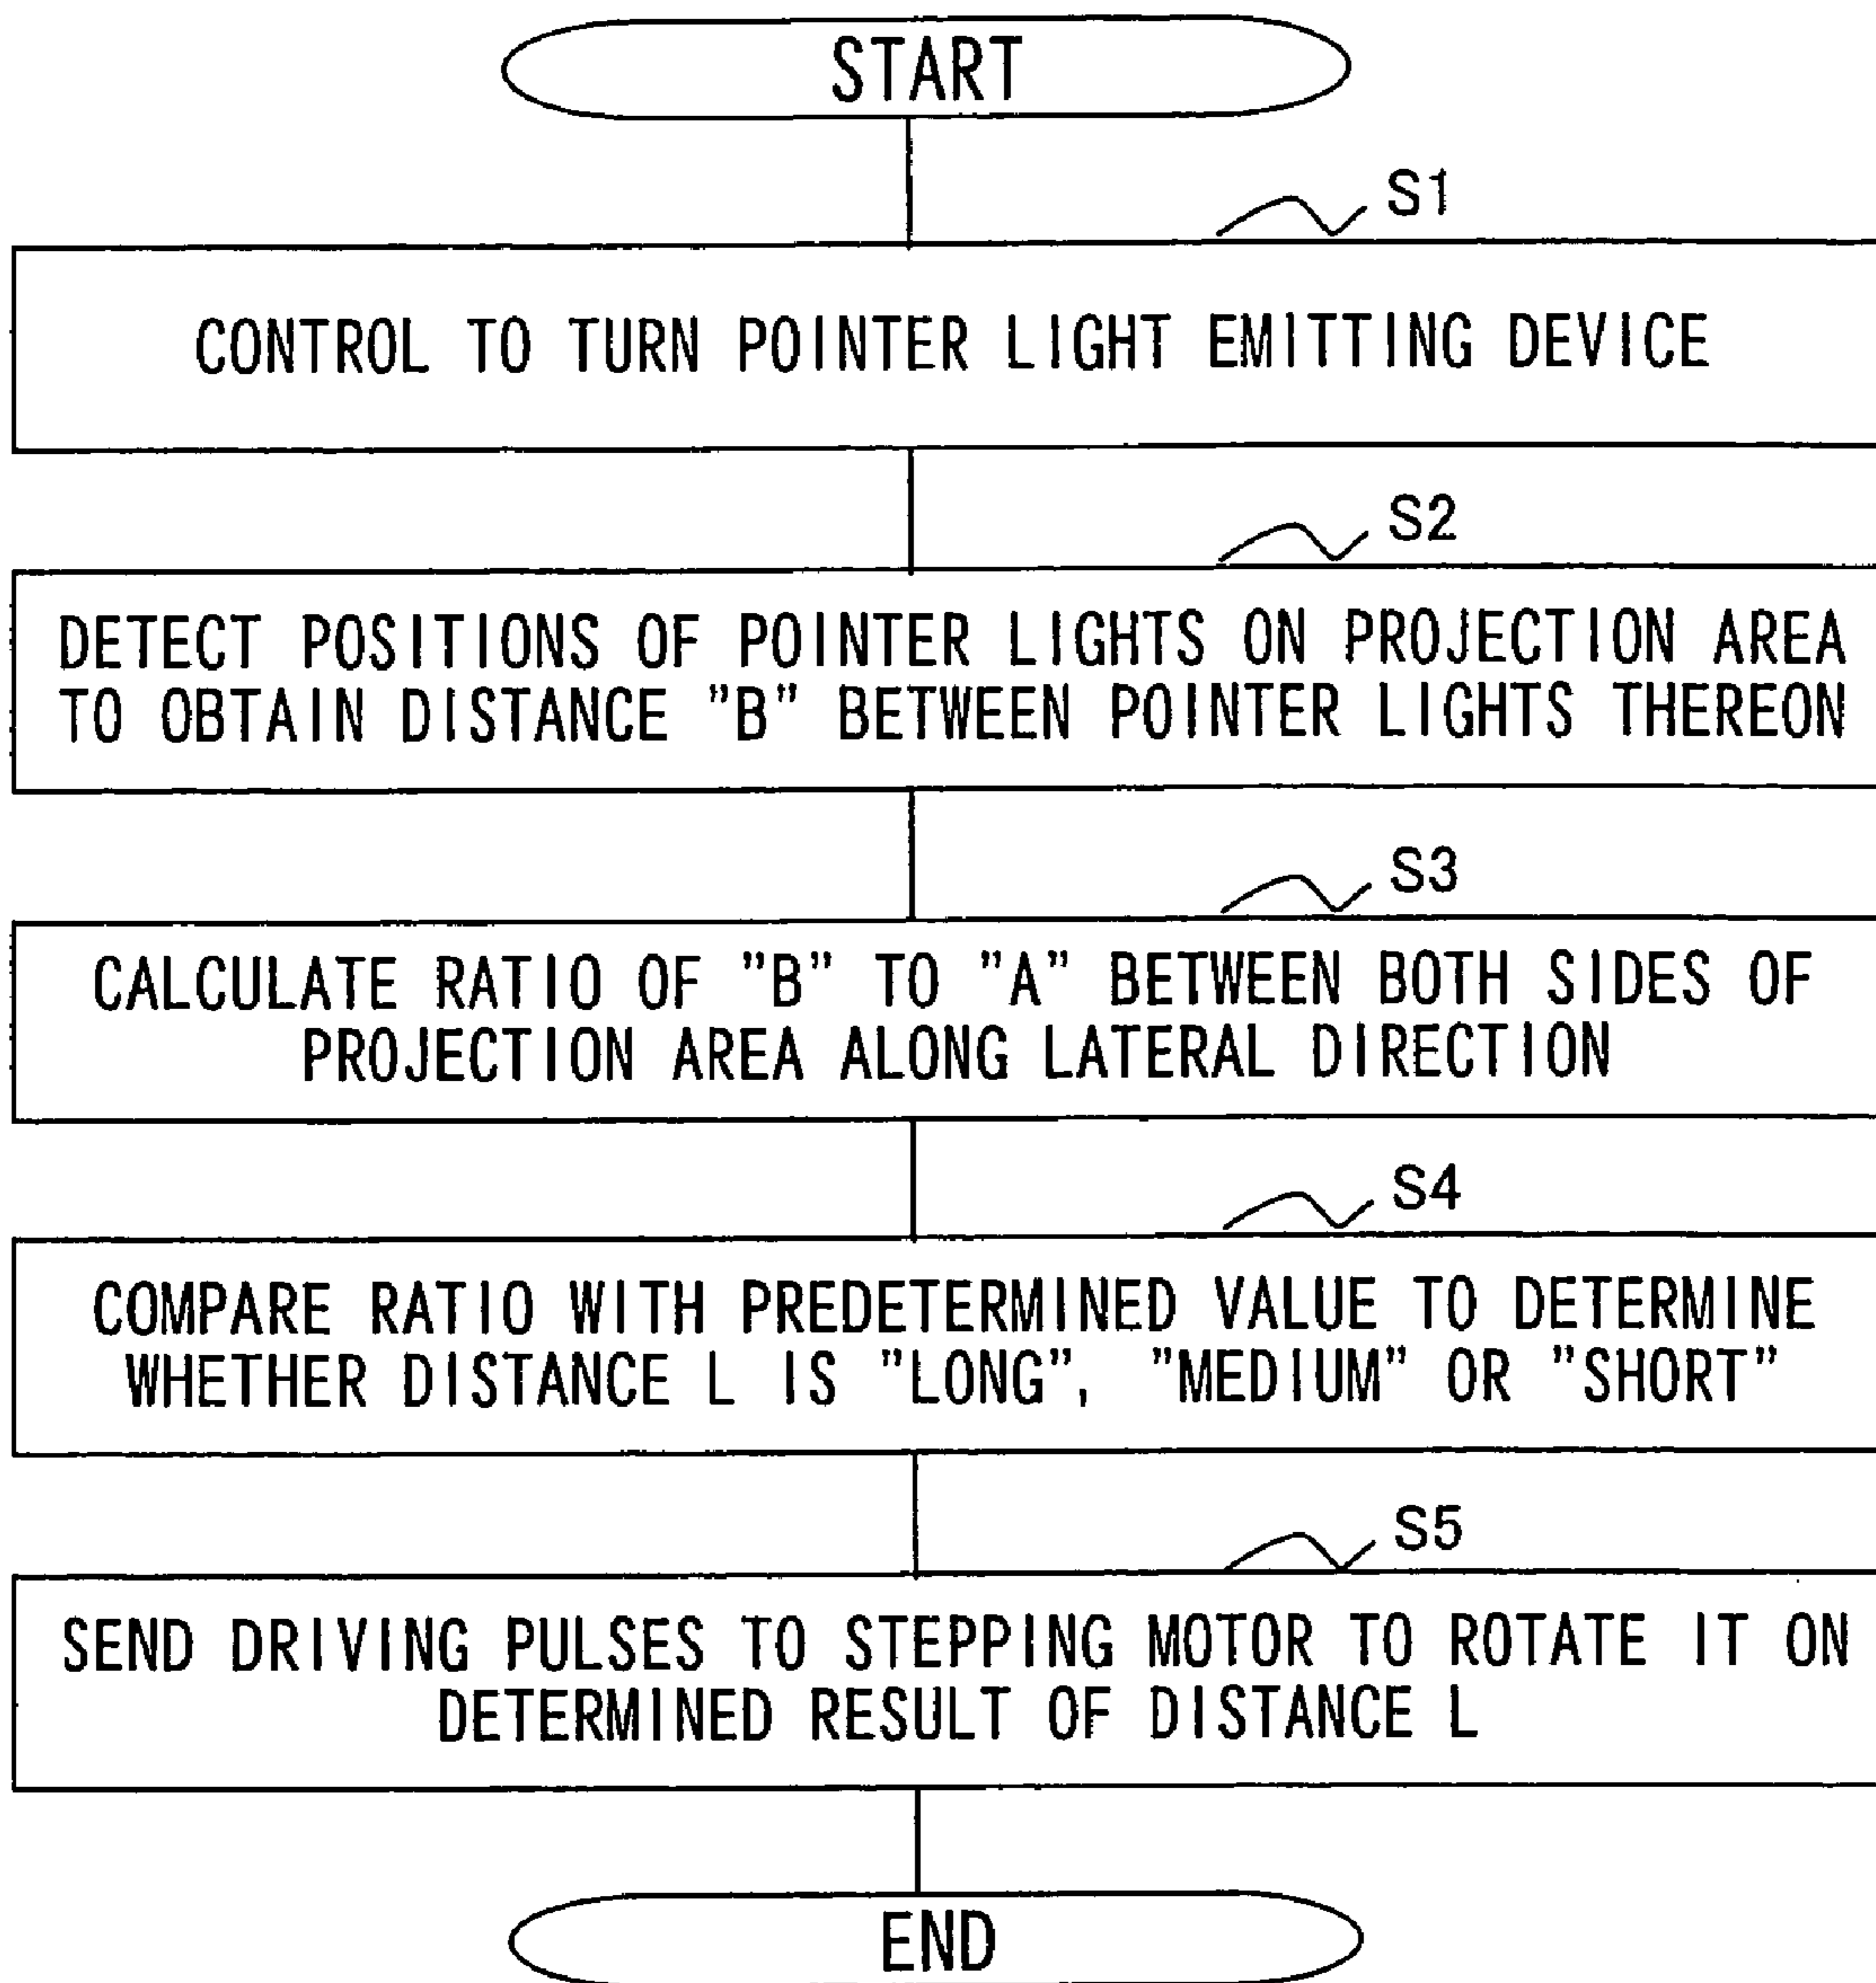 START
S1
CONTROL TO TURN POINTER LIGHT EMITTING DEVICE
S2
DETECT POSITIONS OF POINTER LIGHTS ON PROJECTION AREA
TO OBTAIN DISTANCE "B" BETWEEN POINTER LIGHTS THEREON
S3
CALCULATE RATIO OF "B" TO "A" BETWEEN BOTH SIDES OF
PROJECTION AREA ALONG LATERAL DIRECTION
S4
COMPARE RATIO WITH PREDETERMINED VALUE TO DETERMINE
WHETHER DISTANCE L IS "LONG", "MEDIUM" OR "SHORT"
S5
SEND DRIVING PULSES TO STEPPING MOTOR TO ROTATE IT ON
DETERMINED RESULT OF DISTANCE L
END